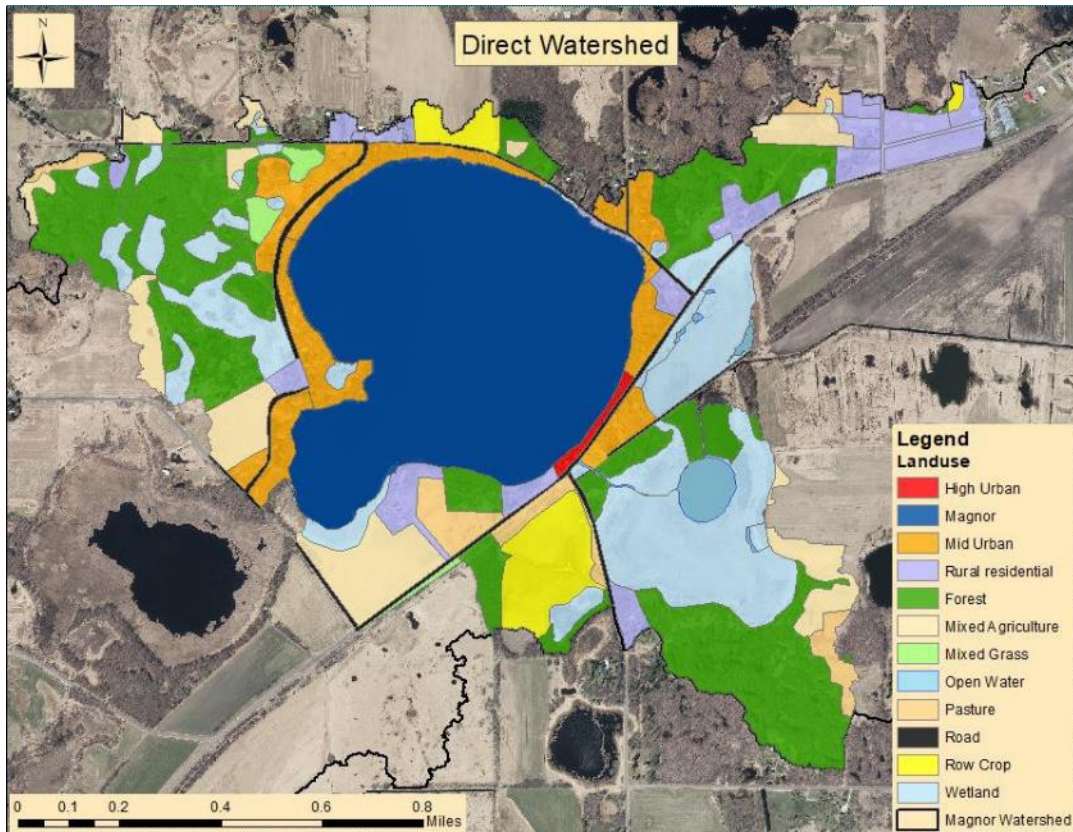 N
Direct Watershed
Legend
Landuse
High Urban
Magnor
Mid Urban
Rural residential
Forest
Mixed Agriculture
Mixed Grass
Open Water
Pasture
Road
Row Crop
Wetland
Magnor Watershed
0 0.1 0.2 0.4 0.6 0.8
Miles